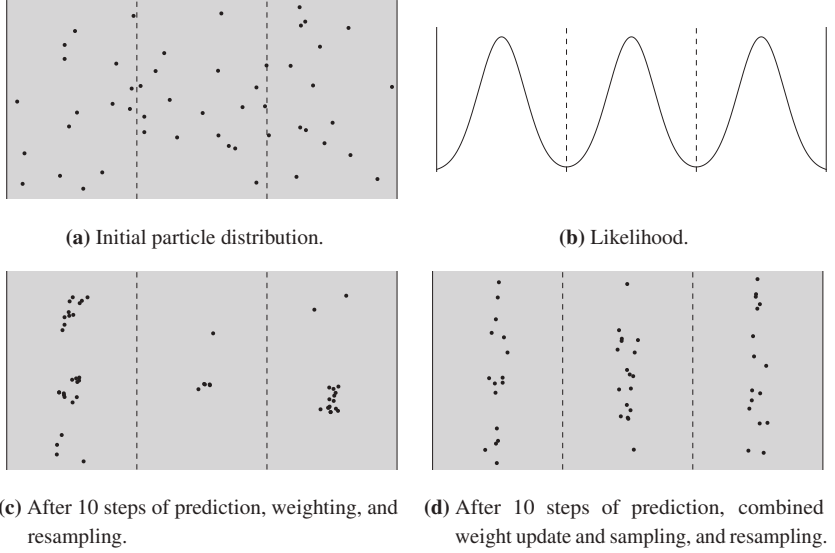 (a) Initial particle distribution.
(b) Likelihood.
(c) After 10 steps of prediction, weighting, and
resampling.
(d) After 10 steps of prediction, combined
weight update and sampling, and resampling.